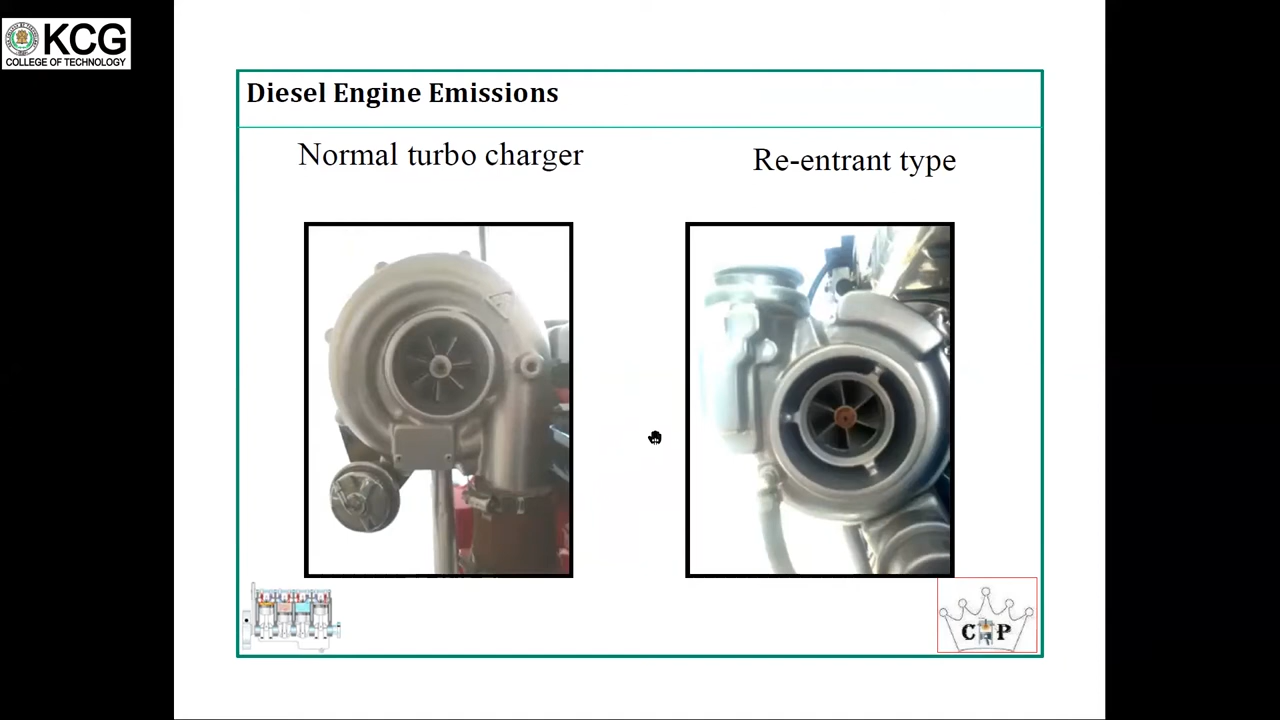 KCG
COLLEGE OF TECHNOLOGY
Diesel Engine Emissions
Normal turbo charger
Re-entrant type
C P